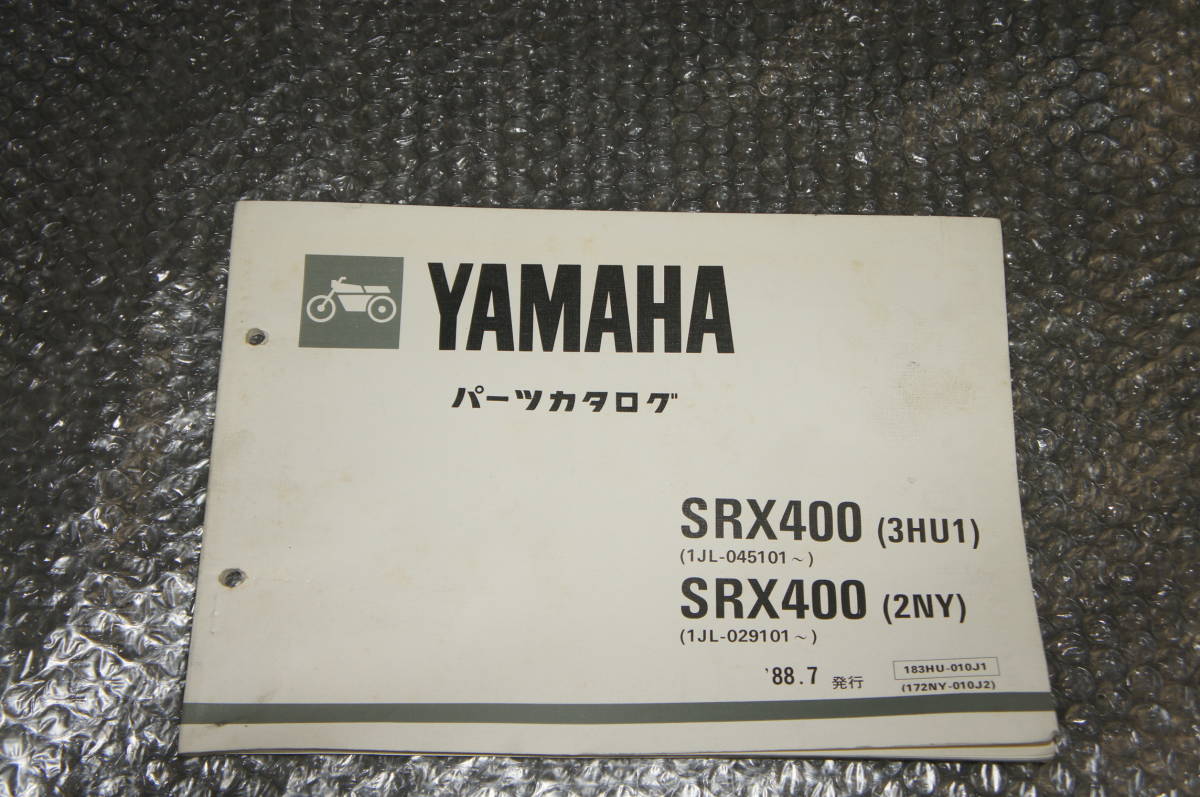 YAMAHA
パーツカタログ
SRX400 (3HU1)
(1JL-045101～)
SRX400 (2NY)
(1JL-029101～)
'88.7 発行
183HU-010J1
(172NY-010J2)